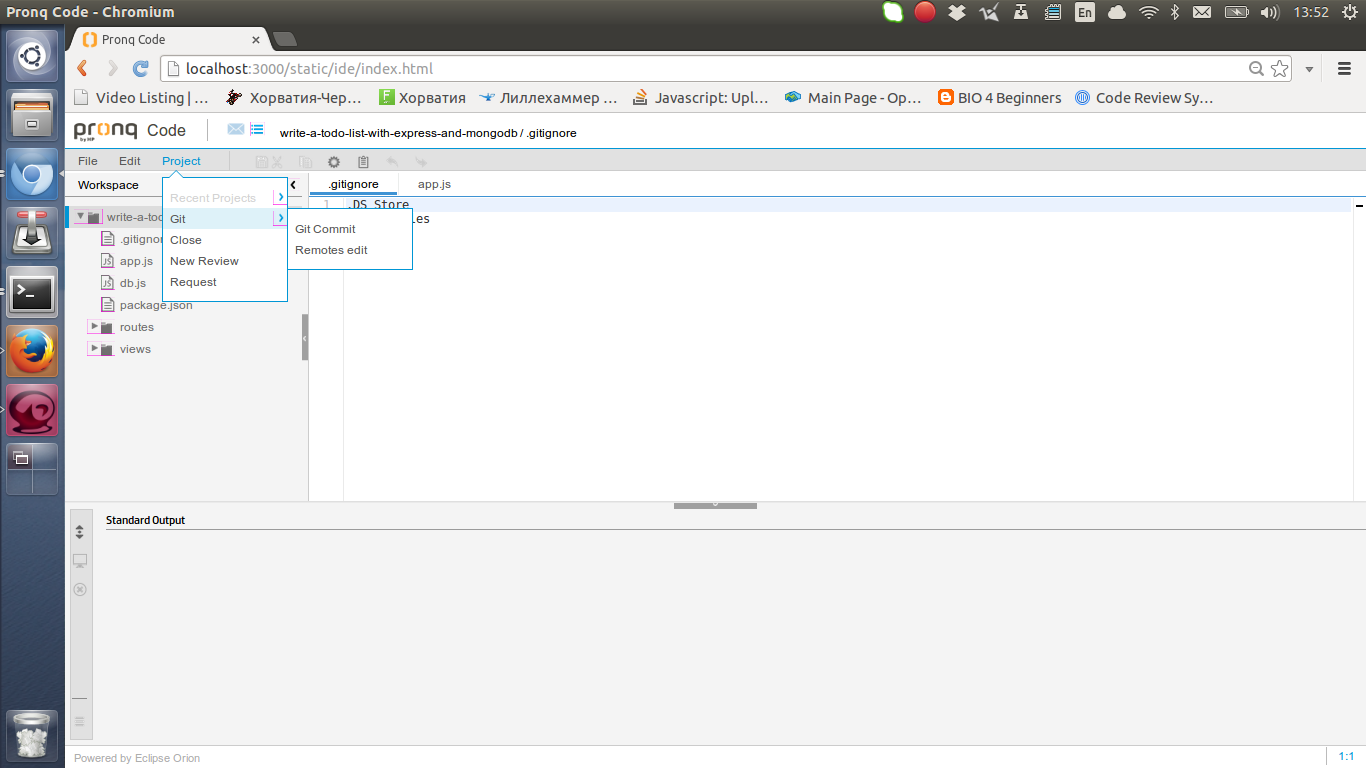 Pronq Code - Chromium
En
13:52
Pronq Code
localhost:3000/static/ide/index.html
Video Listing | ...
Хорватия-Чер...
Хорватия
Лиллехаммер ...
Javascript: Upl...
Main Page - Op...
BIO 4 Beginners
Code Review Sy...
pronq Code
by HP
write-a-todo-list-with-express-and-mongodb / .gitignore
File Edit Project
Workspace
.gitignore app.js
Recent Projects
Git
Close
New Review
Request
Git Commit
Remotes edit
1 .DS_Store
write-a-too
.gitignor
app.js
db.js
package.json
routes
views
Standard Output
Powered by Eclipse Orion
1:1